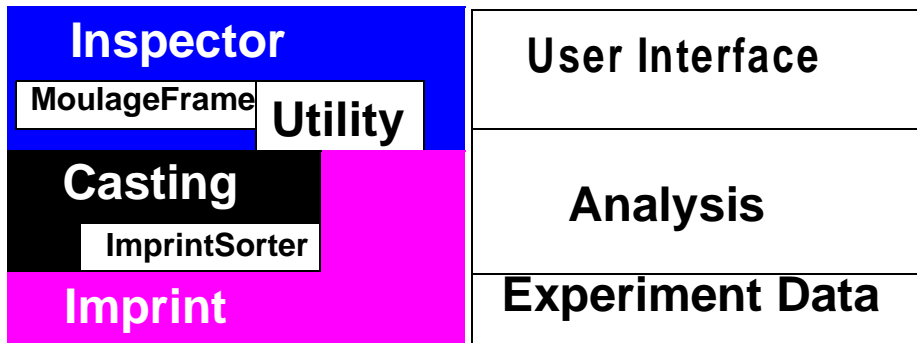 Inspector
MoulageFrame
Utility
Casting
ImprintSorter
Imprint
User Interface
Analysis
Experiment Data